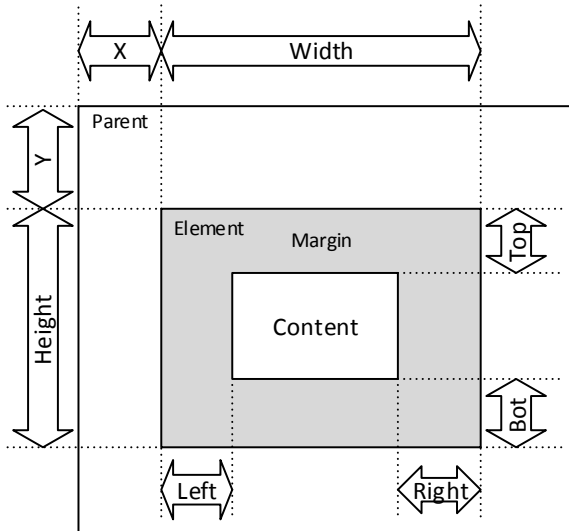 X
Width
Parent
Y
Element
Margin
Top
Height
Content
Bot
Left
Right